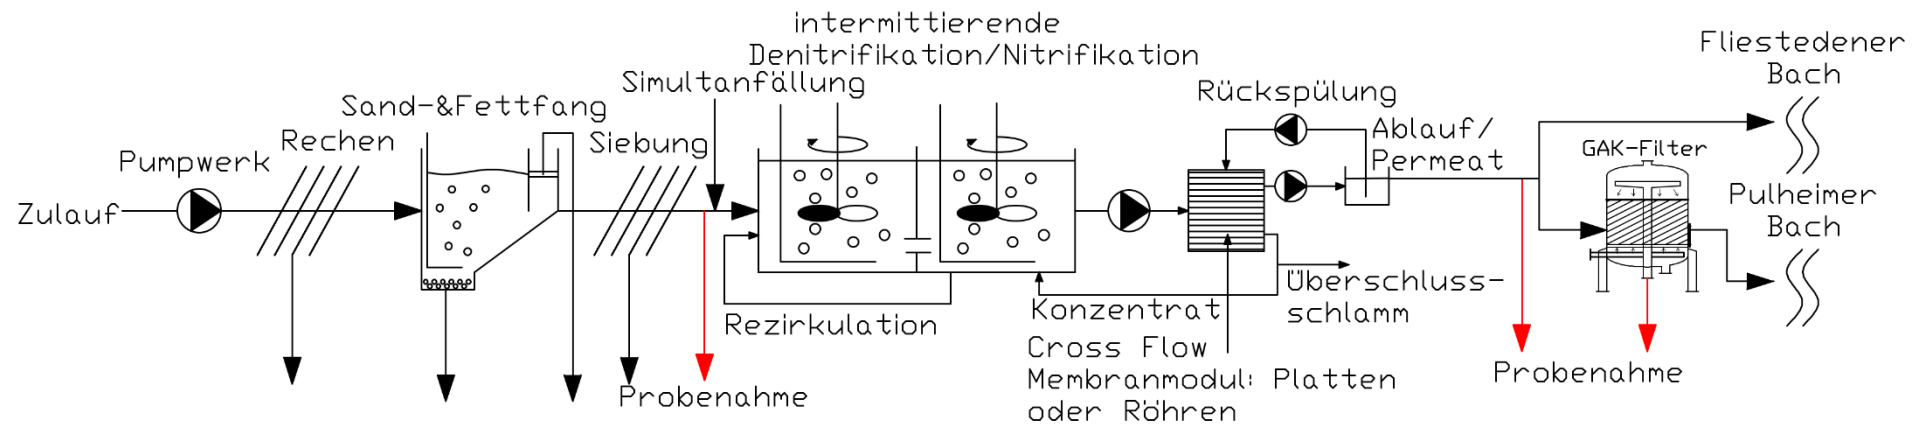 Zulauf
Pumpwerk
Rechen
Sand-&Fettfang
Siebung
Simultanfällung
intermittierende
Denitrifikation/Nitrifikation
Rezirkulation
Probenahme
Rückspülung
Ablauf/
Permeat
Konzentrat
Überschluss-
schlamm
Cross Flow
Membranmodul: Platten
oder Röhren
GAK-Filter
Probenahme
Fliestedener
Bach
Pulheimer
Bach